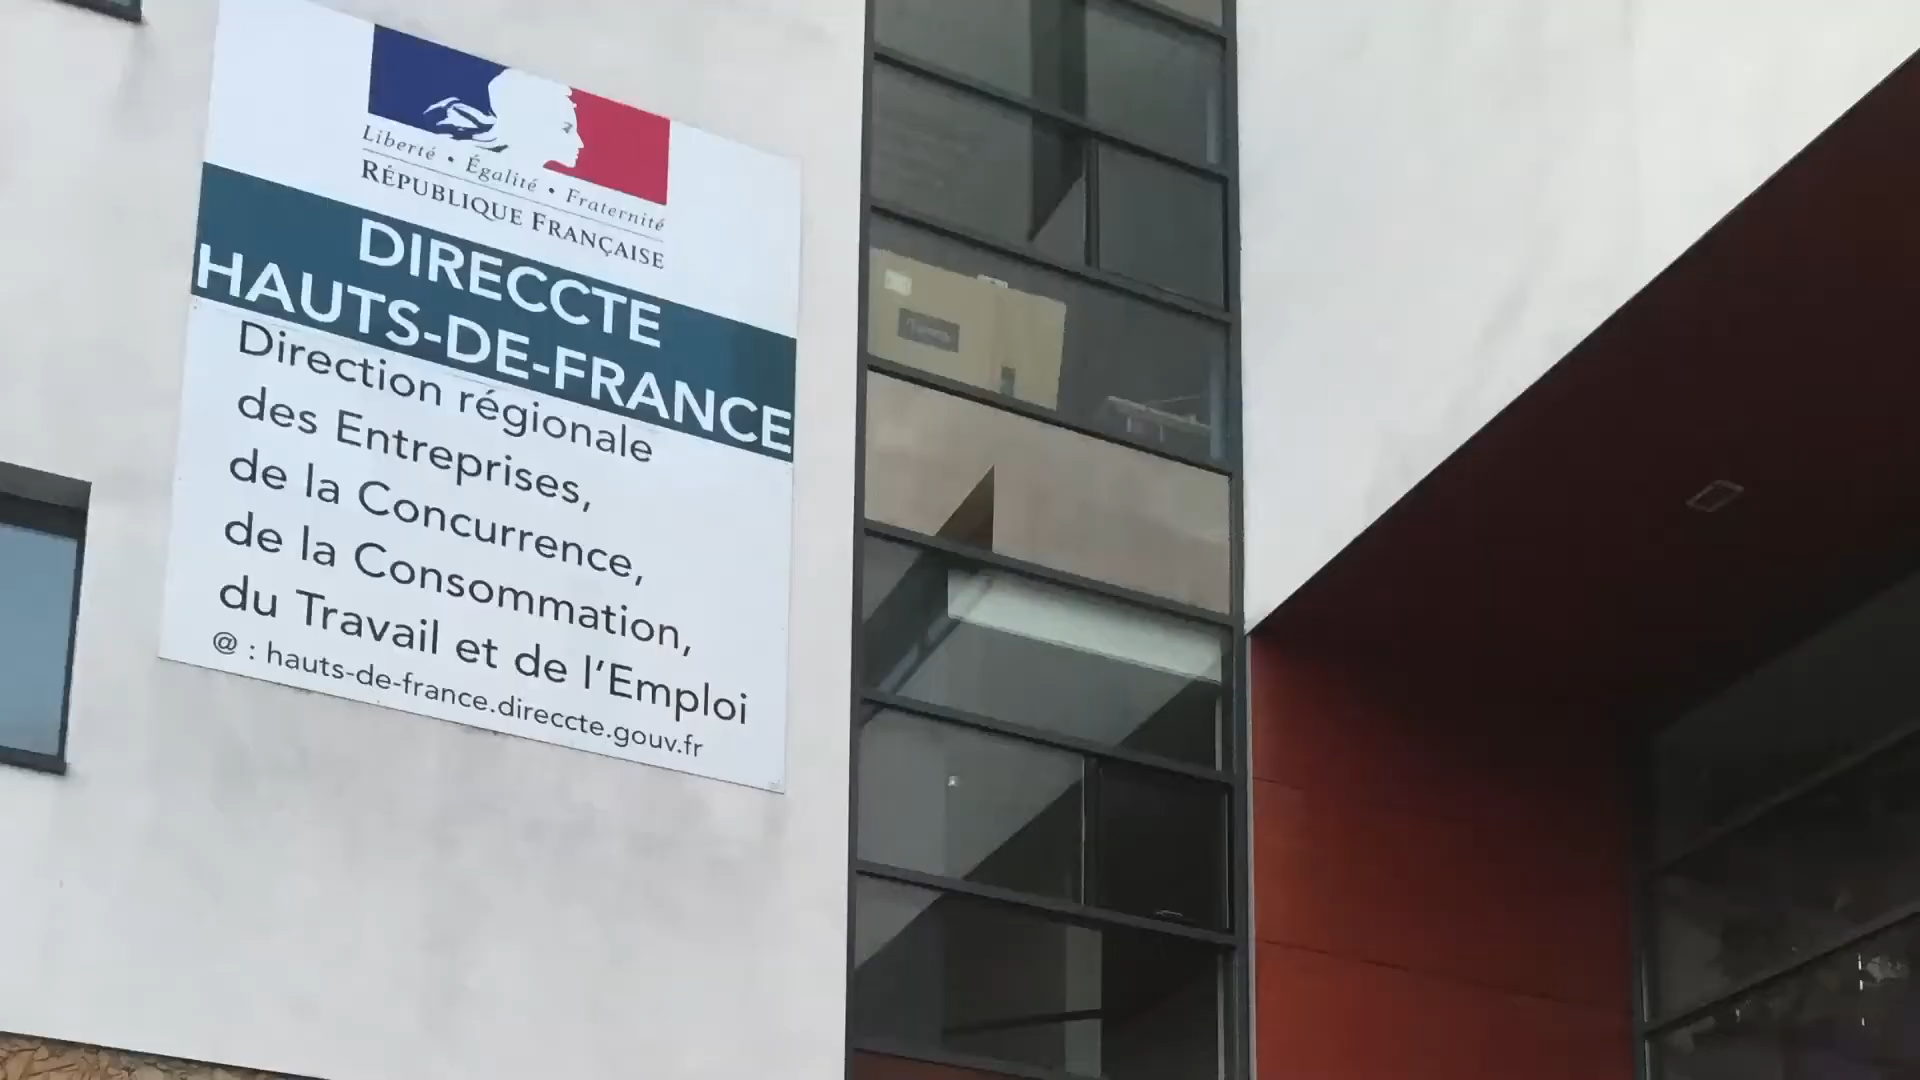 Liberté • Égalité • Fraternité
RÉPUBLIQUE FRANÇAISE
DIRECCTE
HAUTS-DE-FRANCE
Direction régionale
des Entreprises,
de la Concurrence,
de la Consommation,
du Travail et de l’Emploi
@ : hauts-de-france.direccte.gouv.fr